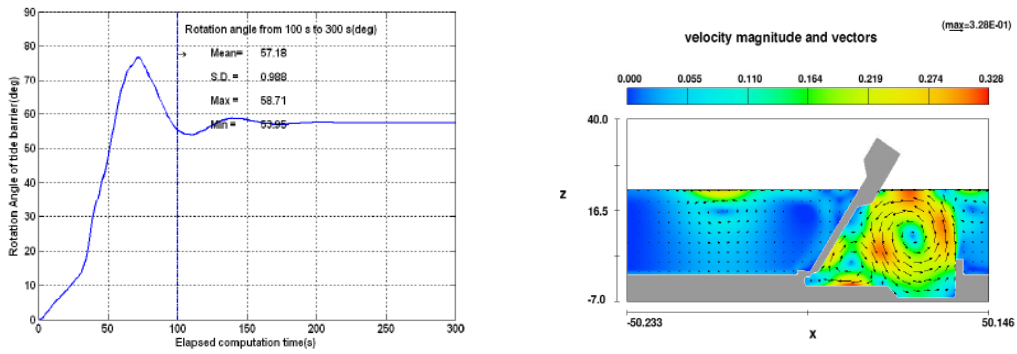 Rotation angle from 100 s to 300 s(deg)
Mean= 57.18
S.D. = 0.988
Max = 58.71
Min = 53.95
90
80
70
60
50
40
30
20
10
0
0 50 100 150 200 250 300
Rotation Angle of tide barrier(deg)
Elapsed computation time(s)
(max=3.28E-01)
velocity magnitude and vectors
0.000 0.055 0.110 0.164 0.219 0.274 0.328
40.0
16.5
-7.0
Z
-50.233 50.146
X